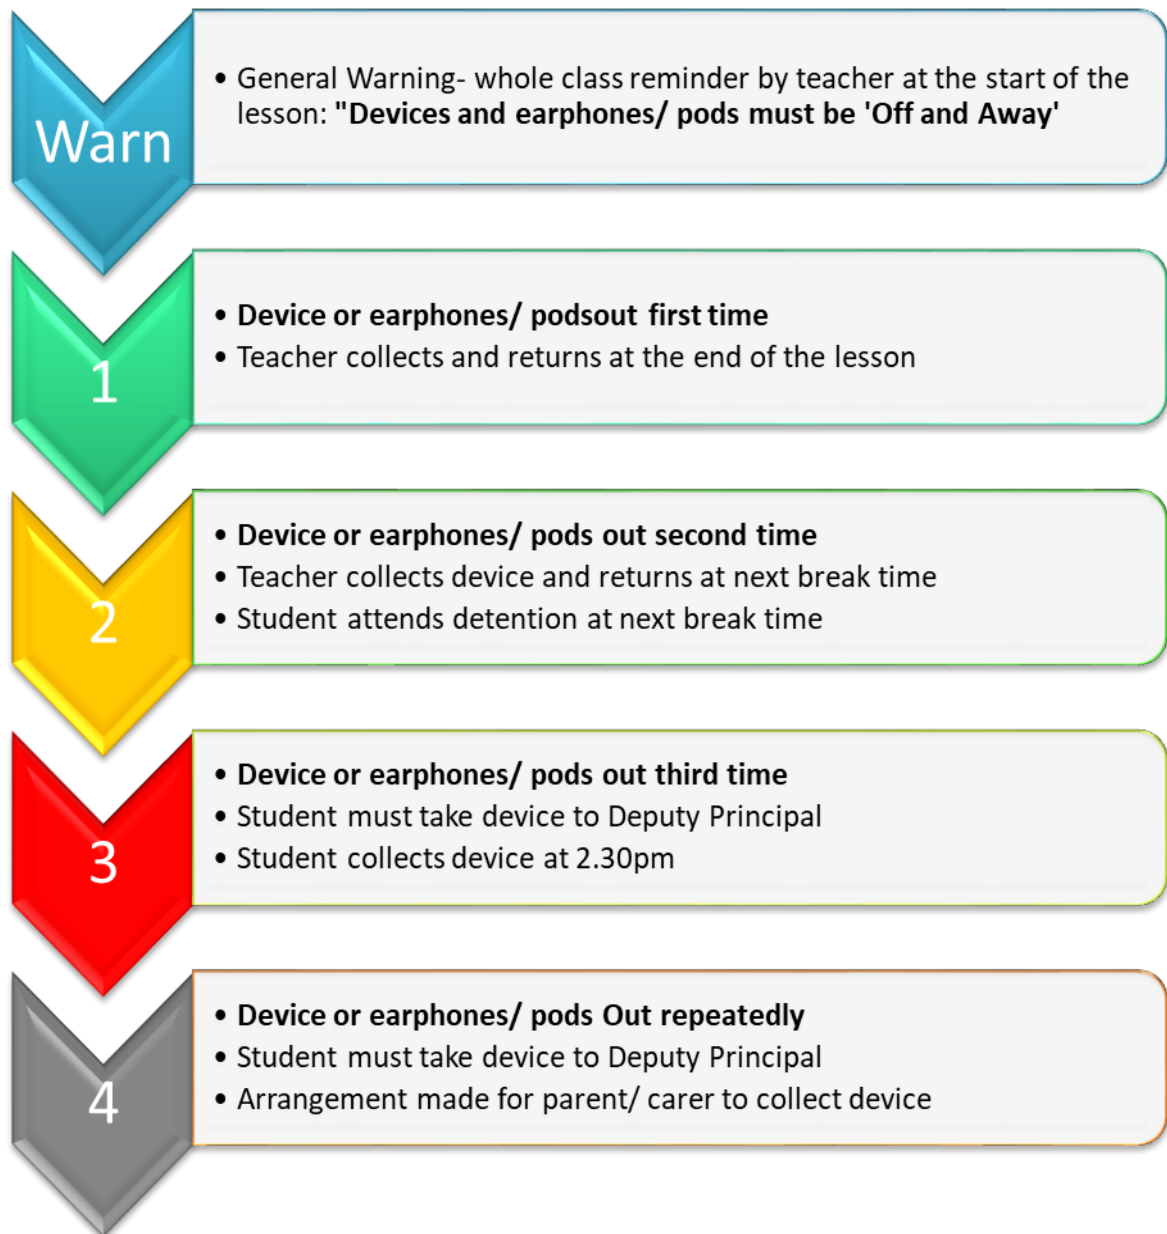 Warn
• General Warning- whole class reminder by teacher at the start of the
lesson: "Devices and earphones/ pods must be 'Off and Away'
1
• Device or earphones/ podsout first time
• Teacher collects and returns at the end of the lesson
2
• Device or earphones/ pods out second time
• Teacher collects device and returns at next break time
• Student attends detention at next break time
3
• Device or earphones/ pods out third time
• Student must take device to Deputy Principal
• Student collects device at 2.30pm
4
• Device or earphones/ pods Out repeatedly
• Student must take device to Deputy Principal
• Arrangement made for parent/ carer to collect device